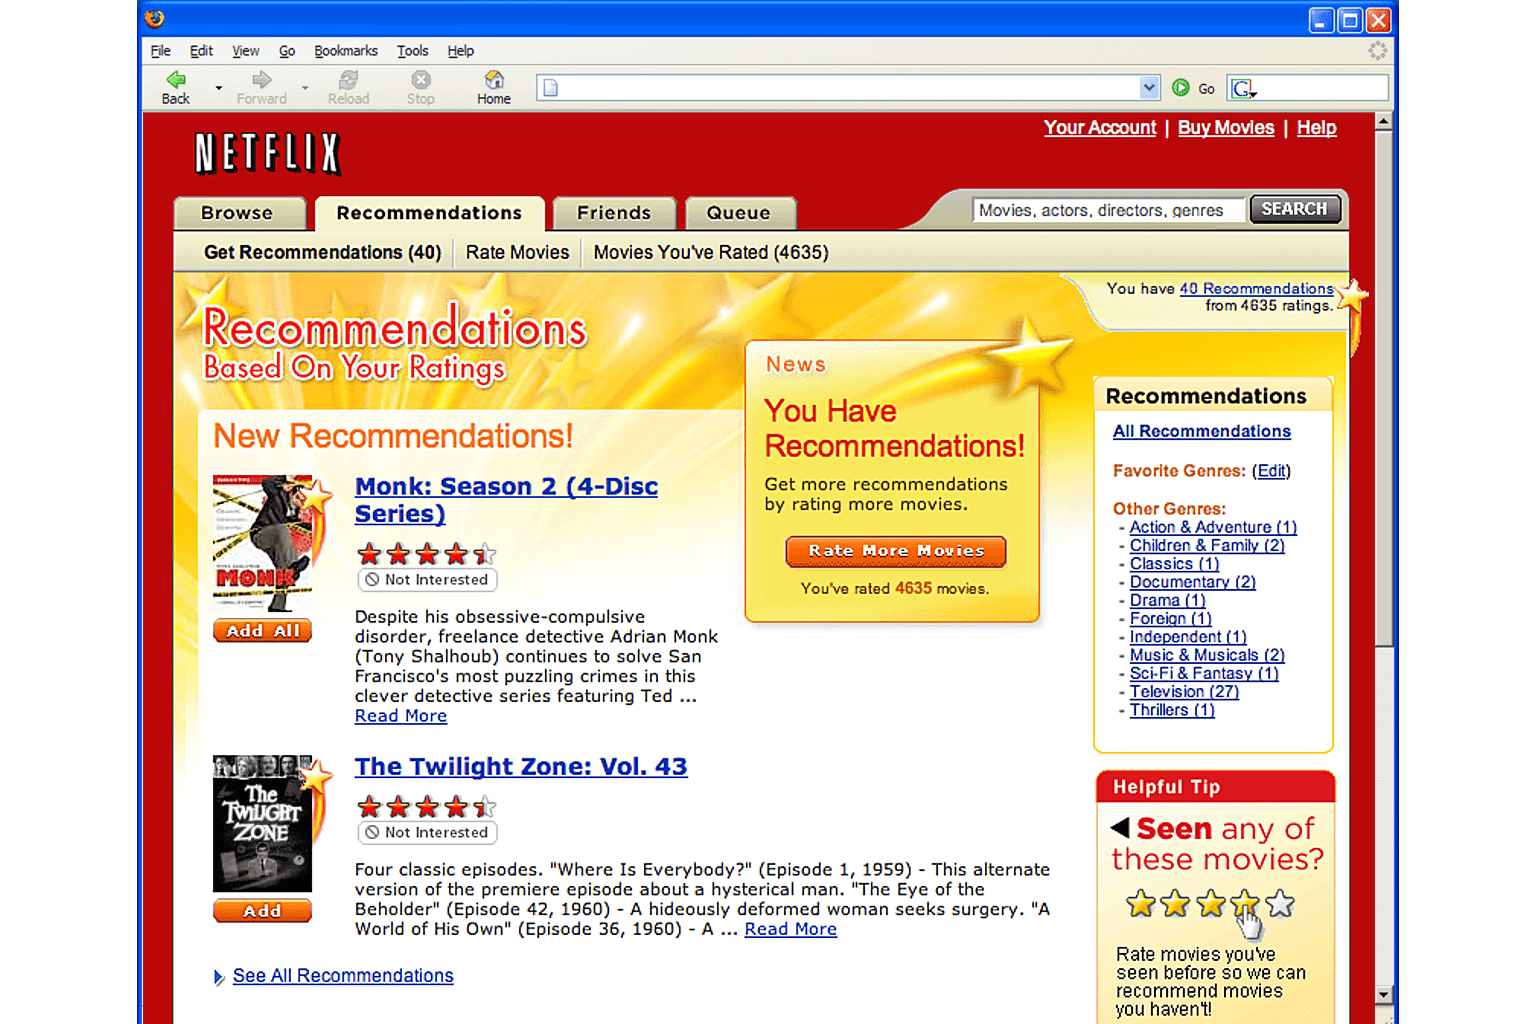 File Edit View Go Bookmarks Tools Help
Back Forward Reload Stop Home Go G
Your Account | Buy Movies | Help
NETFLIX
Browse Recommendations Friends Queue Movies, actors, directors, genres SEARCH
Get Recommendations (40) Rate Movies Movies You've Rated (4635)
You have 40 Recommendations
from 4635 ratings.
Recommendations
Based On Your Ratings
New Recommendations!
MONK
Add All
Monk: Season 2 (4-Disc
Series)
Not Interested
Despite his obsessive-compulsive
disorder, freelance detective Adrian Monk
(Tony Shalhoub) continues to solve San
Francisco's most puzzling crimes in this
clever detective series featuring Ted ...
Read More
The
TWILIGHT
ZONE
Add
The Twilight Zone: Vol. 43
Not Interested
Four classic episodes. "Where Is Everybody?" (Episode 1, 1959) - This alternate
version of the premiere episode about a hysterical man. "The Eye of the
Beholder" (Episode 42, 1960) - A hideously deformed woman seeks surgery. "A
World of His Own" (Episode 36, 1960) - A ... Read More
See All Recommendations
News
You Have
Recommendations!
Get more recommendations
by rating more movies.
Rate More Movies
You've rated 4635 movies.
Recommendations
All Recommendations
Favorite Genres: (Edit)
Other Genres:
- Action & Adventure (1)
- Children & Family (2)
- Classics (1)
- Documentary (2)
- Drama (1)
- Foreign (1)
- Independent (1)
- Music & Musicals (2)
- Sci-Fi & Fantasy (1)
- Television (27)
- Thrillers (1)
Helpful Tip
Seen any of
these movies?
Rate movies you've
seen before so we can
recommend movies
you haven't!